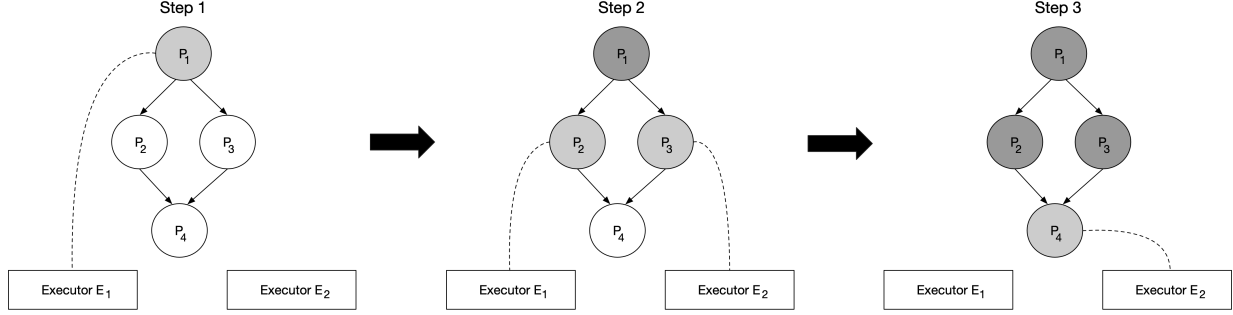 Step 1
P1
P2
P3
P4
Executor E1
Executor E2
Step 2
P1
P2
P3
P4
Executor E1
Executor E2
Step 3
P1
P2
P3
P4
Executor E1
Executor E2